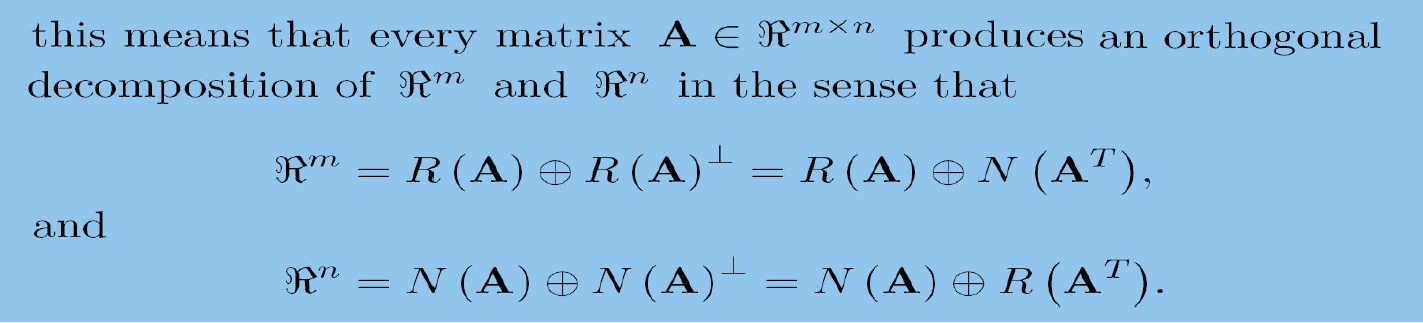 this means that every matrix A ∈ ℜ^{m×n} produces an orthogonal
decomposition of ℜ^m and ℜ^n in the sense that
ℜ^m = R (A) ⊕ R (A)^⊥ = R (A) ⊕ N (A^T),
and
ℜ^n = N (A) ⊕ N (A)^⊥ = N (A) ⊕ R (A^T).